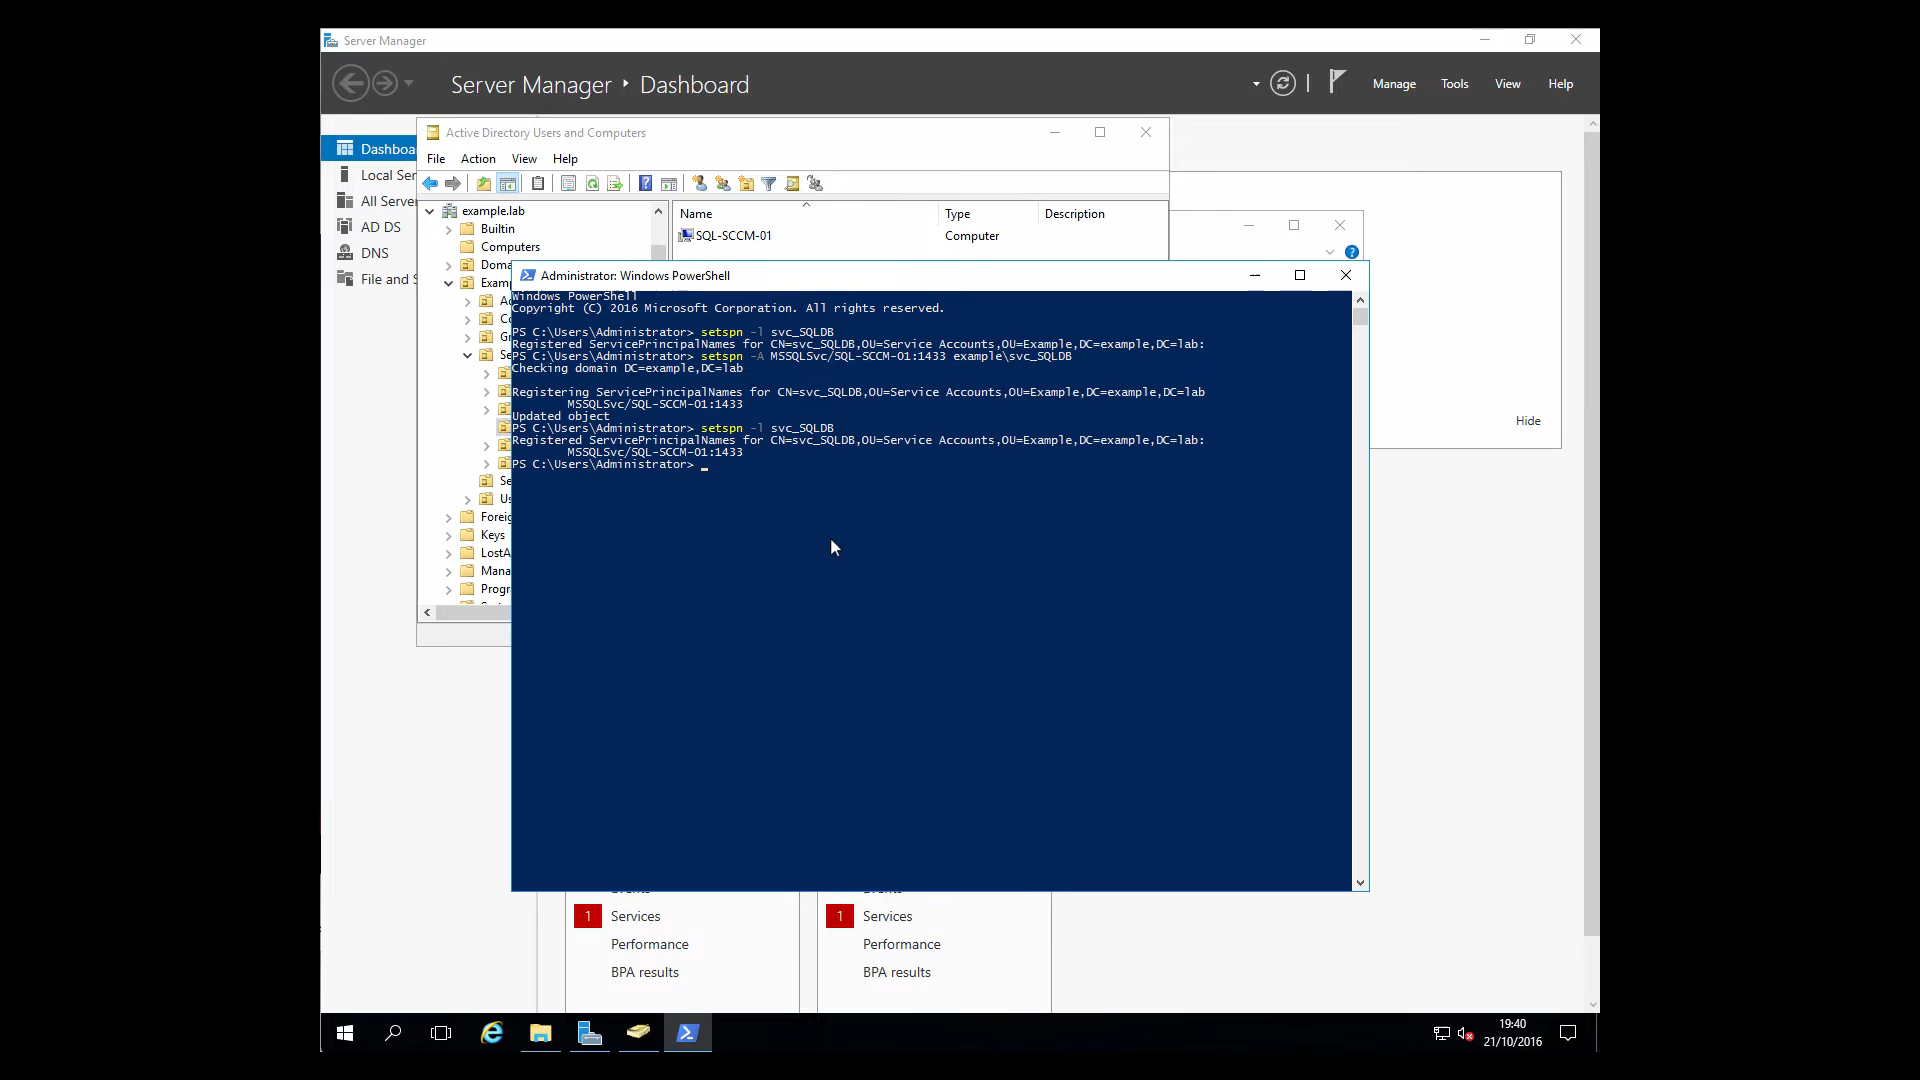 Server Manager
Server Manager ‣ Dashboard
Manage Tools View Help
Dashboa
Local Ser
All Serve
AD DS
DNS
File and S
Active Directory Users and Computers
File Action View Help
example.lab
Builtin
Computers
Doma
Examp
Ac
Co
Gr
Se
Se
Us
Foreig
Keys
LostA
Mana
Progr
Name Type Description
SQL-SCCM-01 Computer
Administrator: Windows PowerShell
Windows PowerShell
Copyright (C) 2016 Microsoft Corporation. All rights reserved.
PS C:\Users\Administrator> setspn -l svc_SQLDB
Registered ServicePrincipalNames for CN=svc_SQLDB,OU=Service Accounts,OU=Example,DC=example,DC=lab:
PS C:\Users\Administrator> setspn -A MSSQLSvc/SQL-SCCM-01:1433 example\svc_SQLDB
Checking domain DC=example,DC=lab
Registering ServicePrincipalNames for CN=svc_SQLDB,OU=Service Accounts,OU=Example,DC=example,DC=lab
MSSQLSvc/SQL-SCCM-01:1433
Updated object
PS C:\Users\Administrator> setspn -l svc_SQLDB
Registered ServicePrincipalNames for CN=svc_SQLDB,OU=Service Accounts,OU=Example,DC=example,DC=lab:
MSSQLSvc/SQL-SCCM-01:1433
PS C:\Users\Administrator> _
Hide
1 Services
Performance
BPA results
1 Services
Performance
BPA results
19:40
21/10/2016